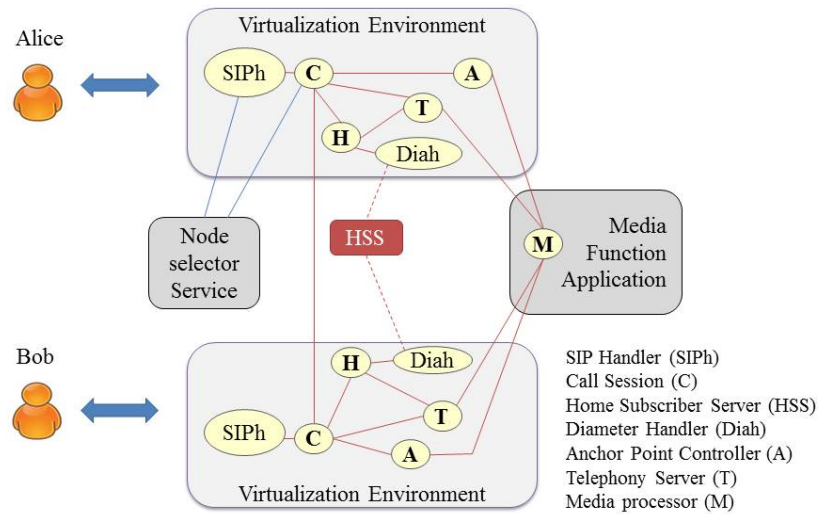 Virtualization Environment
Alice
SIPh
C
A
T
H
Diah
Node
selector
Service
HSS
M
Media
Function
Application
Bob
H
Diah
T
SIPh
C
A
Virtualization Environment
SIP Handler (SIPh)
Call Session (C)
Home Subscriber Server (HSS)
Diameter Handler (Diah)
Anchor Point Controller (A)
Telephony Server (T)
Media processor (M)